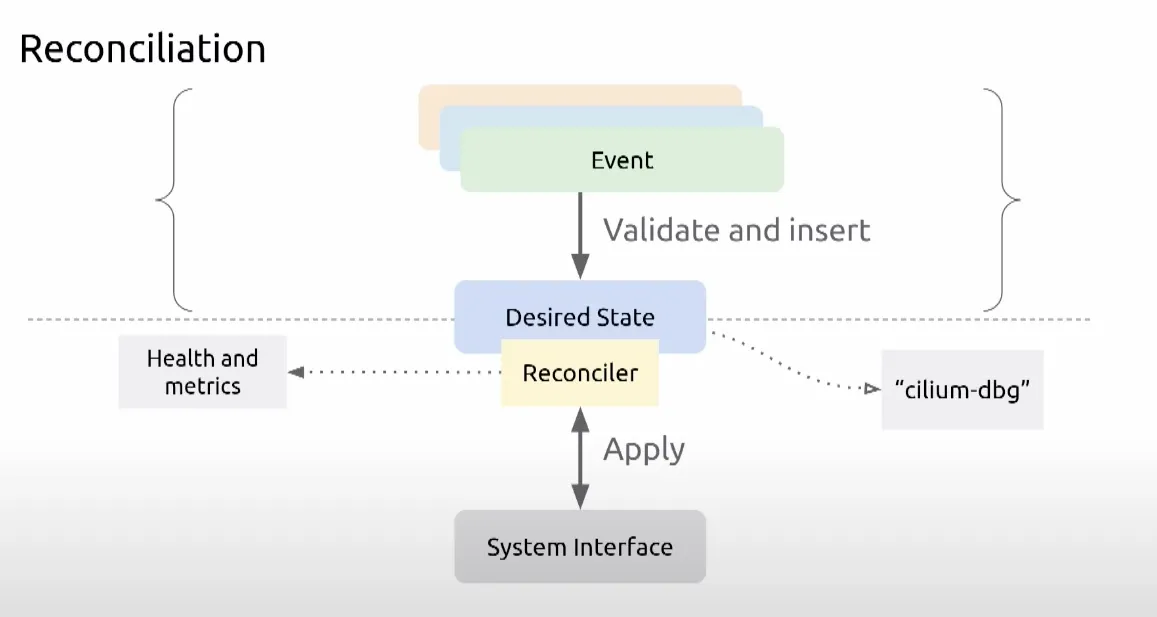 Reconciliation
Event
Validate and insert
Desired State
Health and
metrics
Reconciler
“cilium-dbg”
Apply
System Interface